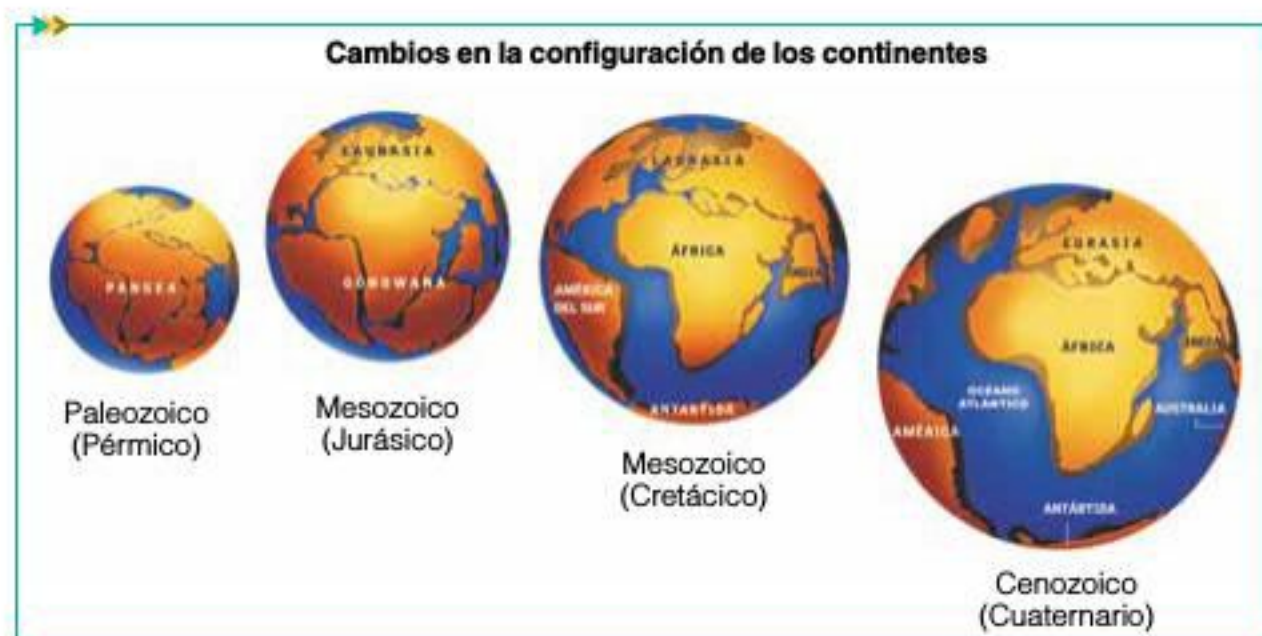 Cambios en la configuración de los continentes
PANGEA
Paleozoico
(Pérmico)
LAURASIA
GONDWANA
Mesozoico
(Jurásico)
LAURASIA
ÁFRICA
INDIA
AMÉRICA
DEL SUR
ANTÁRTIDA
Mesozoico
(Cretácico)
EURASIA
ÁFRICA
INDIA
OCÉANO
ATLÁNTICO
AUSTRALIA
AMÉRICA
ANTÁRTIDA
Cenozoico
(Cuaternario)